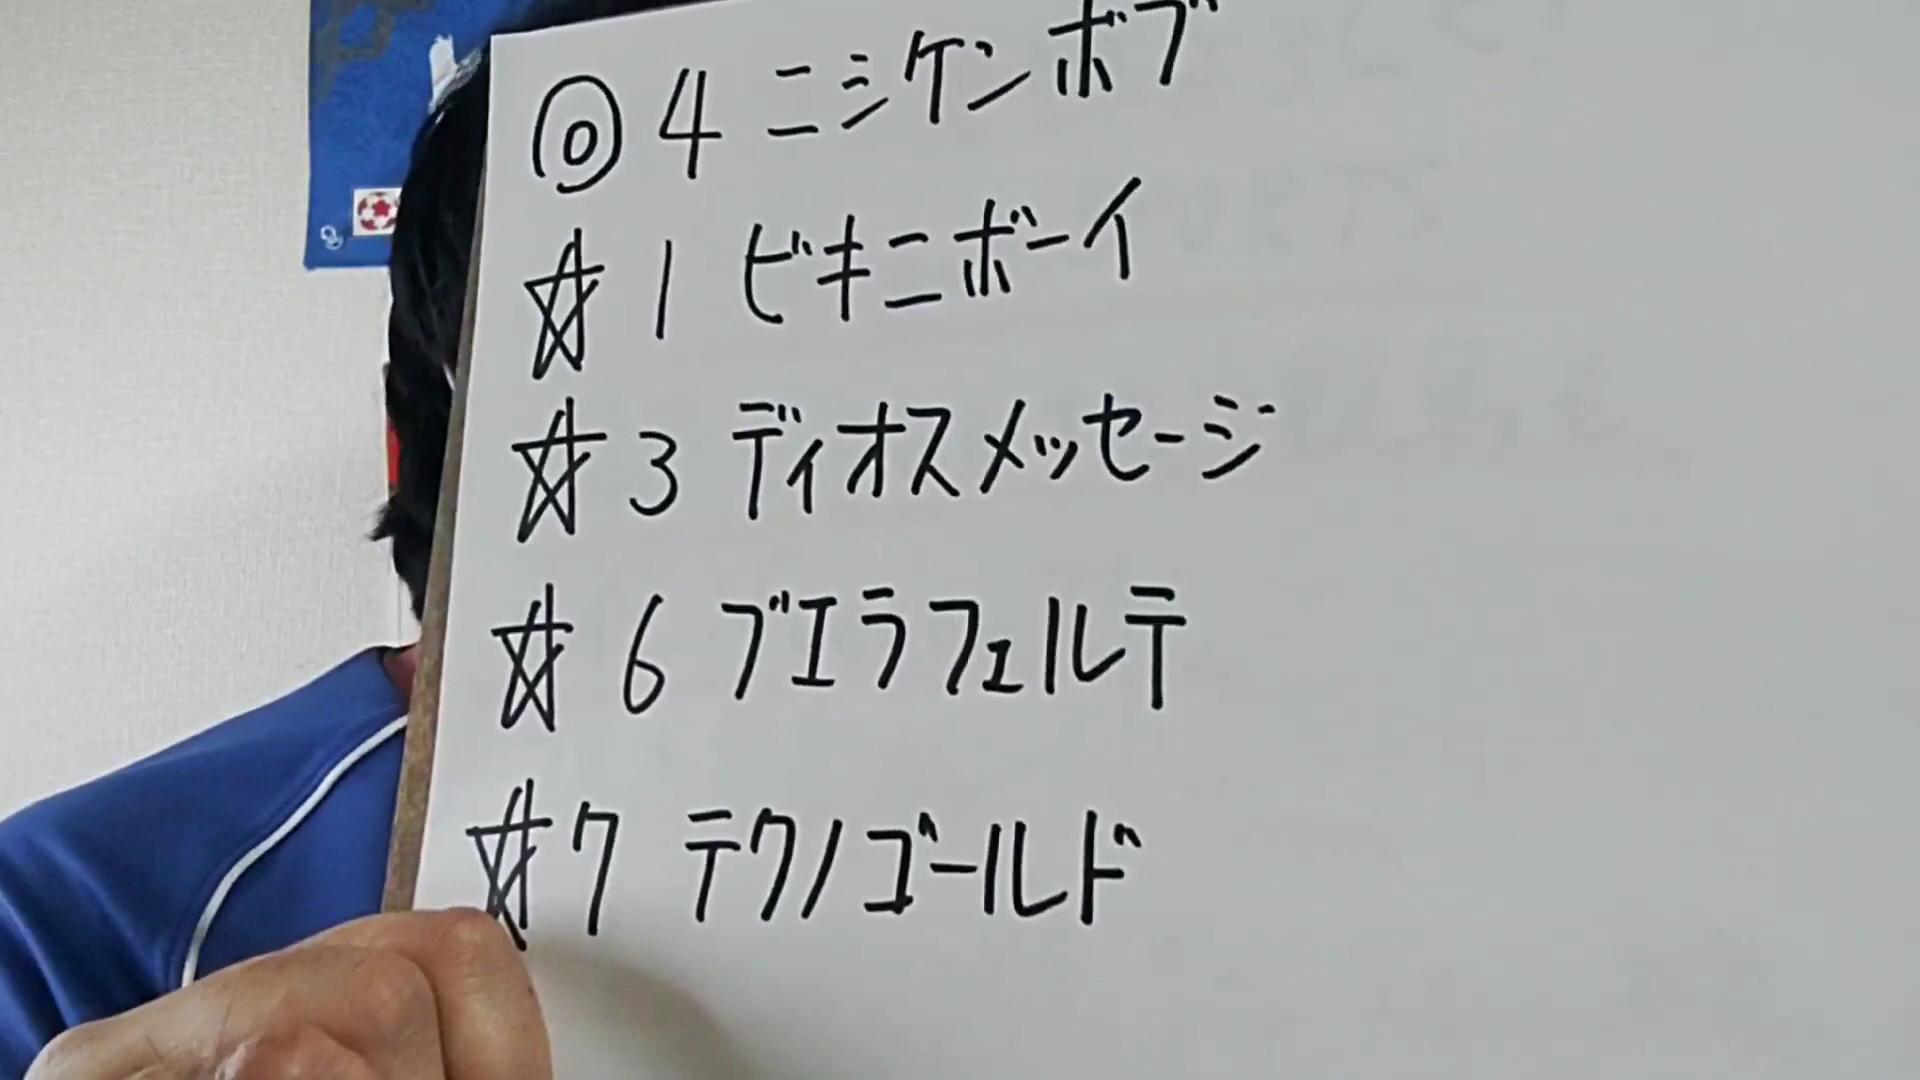 ◎ 4 ニシケンボブ
☆ 1 ビキニボーイ
☆ 3 ディオスメッセージ
☆ 6 ブエラフェルテ
☆ 7 テクノゴールド